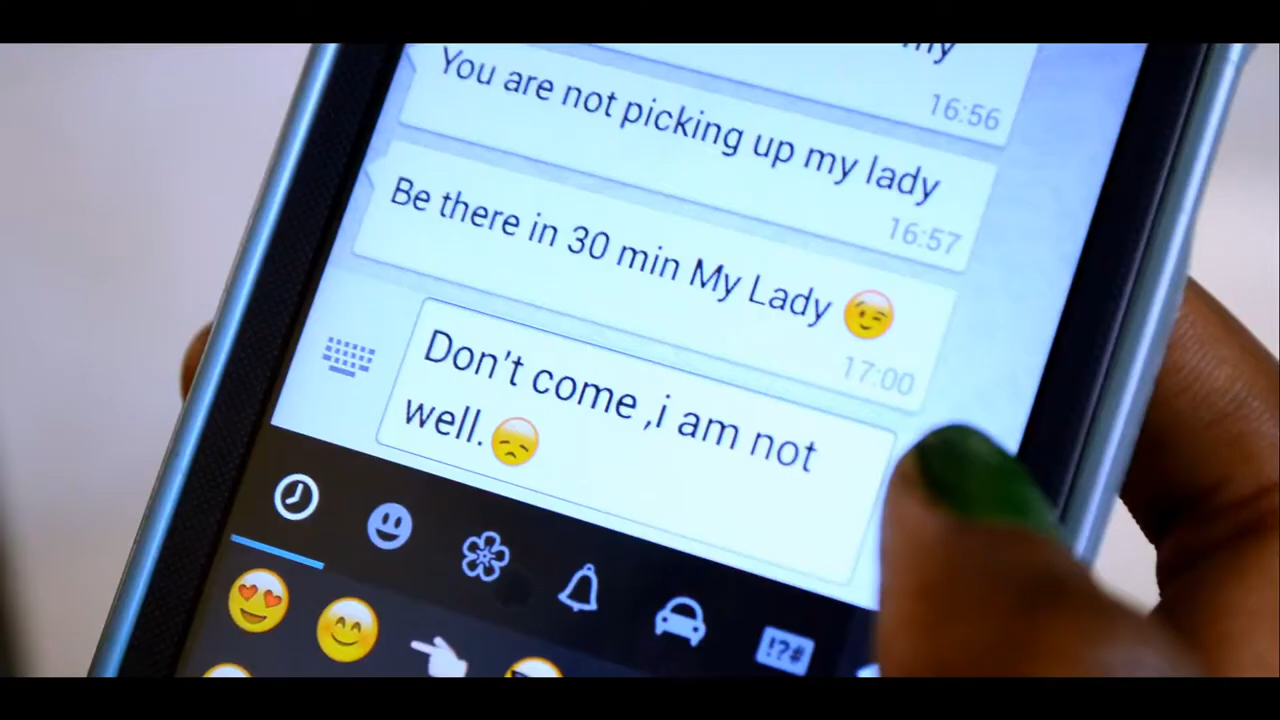 my
16:56
You are not picking up my lady
16:57
Be there in 30 min My Lady 😉
17:00
Don't come ,i am not
well.😞
!?#